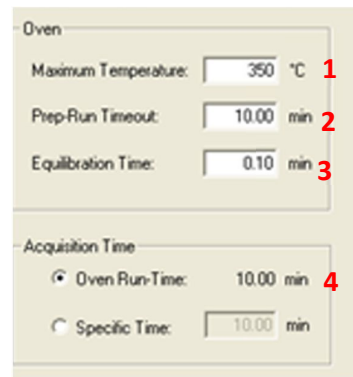 Oven
Maximum Temperature: 350 °C 1
Prep-Run Timeout: 10.00 min 2
Equilibration Time: 0.10 min 3
Acquisition Time
Oven Run-Time: 10.00 min 4
Specific Time: 10.00 min